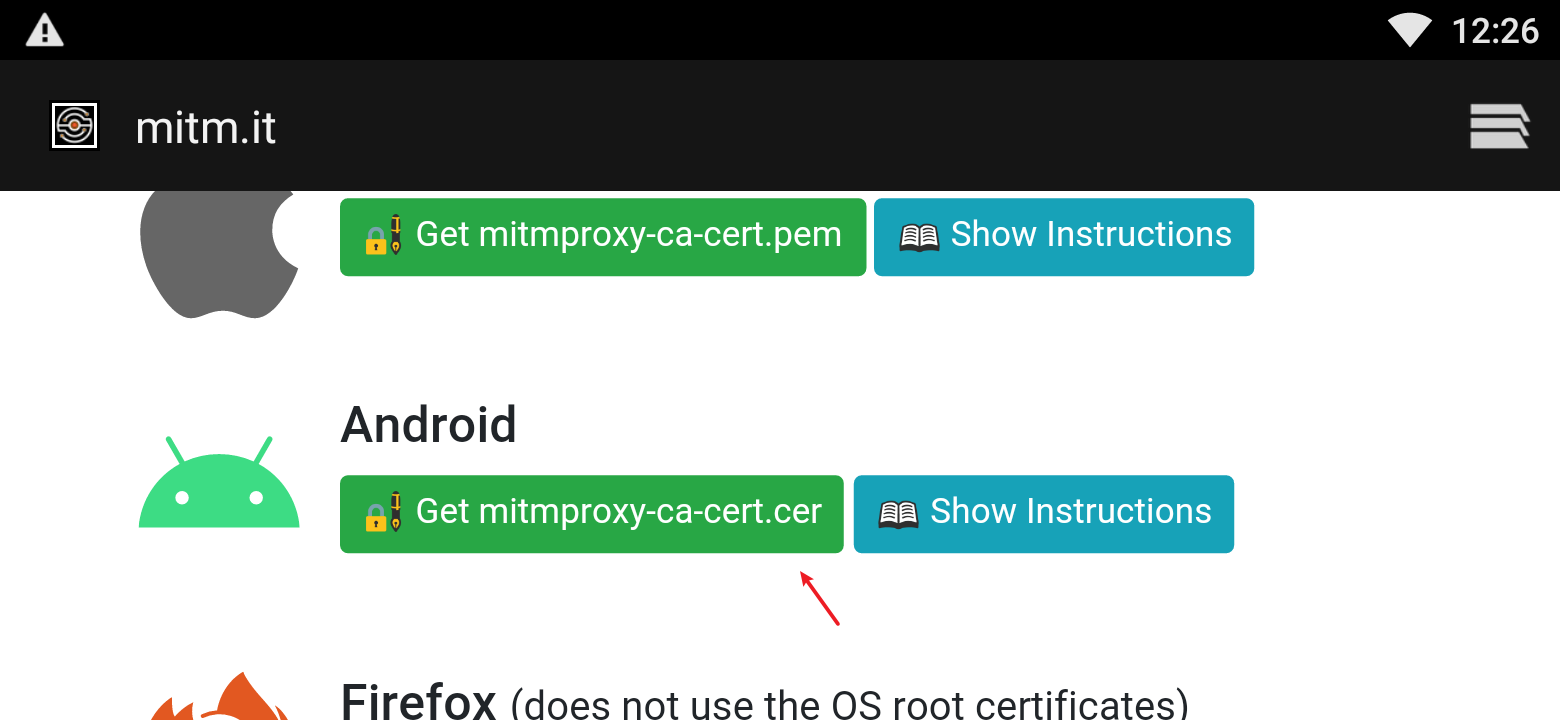 12:26
mitm.it
🔏 Get mitmproxy-ca-cert.pem 📖 Show Instructions
Android
🔏 Get mitmproxy-ca-cert.cer 📖 Show Instructions
Firefox (does not use the OS root certificates)